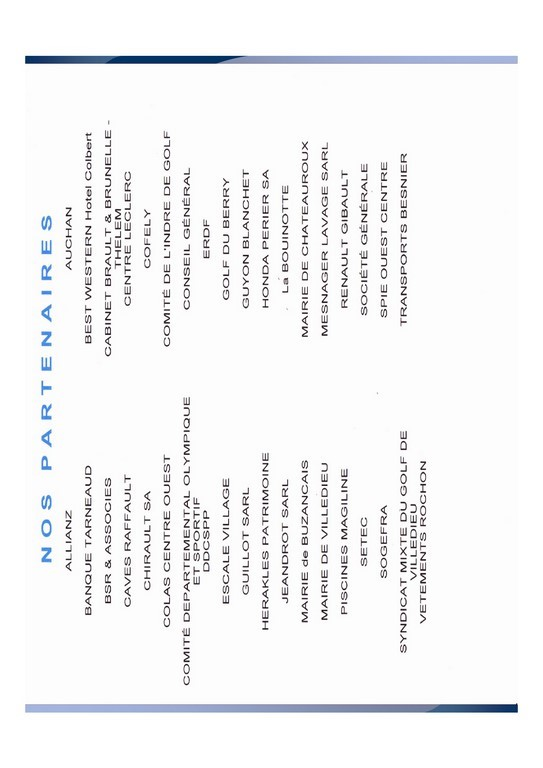 NOS PARTENAIRES
ALLIANZ
BANQUE TARNEAUD
BSR & ASSOCIES
CAVES RAFFAULT
CHIRAULT SA
COLAS CENTRE OUEST
COMITÉ DEPARTEMENTAL OLYMPIQUE
ET SPORTIF
DDCSPP
ESCALE VILLAGE
GUILLOT SARL
HERAKLES PATRIMOINE
JEANDROT SARL
MAIRIE de BUZANCAIS
MAIRIE DE VILLEDIEU
PISCINES MAGILINE
SETEC
SOGEFRA
SYNDICAT MIXTE DU GOLF DE
VILLEDIEU
VETEMENTS ROCHON
AUCHAN
BEST WESTERN Hotel Colbert
CABINET BRAULT & BRUNELLE -
THELEM
CENTRE LECLERC
COFELY
COMITÉ DE L'INDRE DE GOLF
CONSEIL GÉNÉRAL
ERDF
GOLF DU BERRY
GUYON BLANCHET
HONDA PERIER SA
La BOUINOTTE
MAIRIE DE CHATEAUROUX
MESNAGER LAVAGE SARL
RENAULT GIBAULT
SOCIÉTÉ GÉNÉRALE
SPIE OUEST CENTRE
TRANSPORTS BESNIER